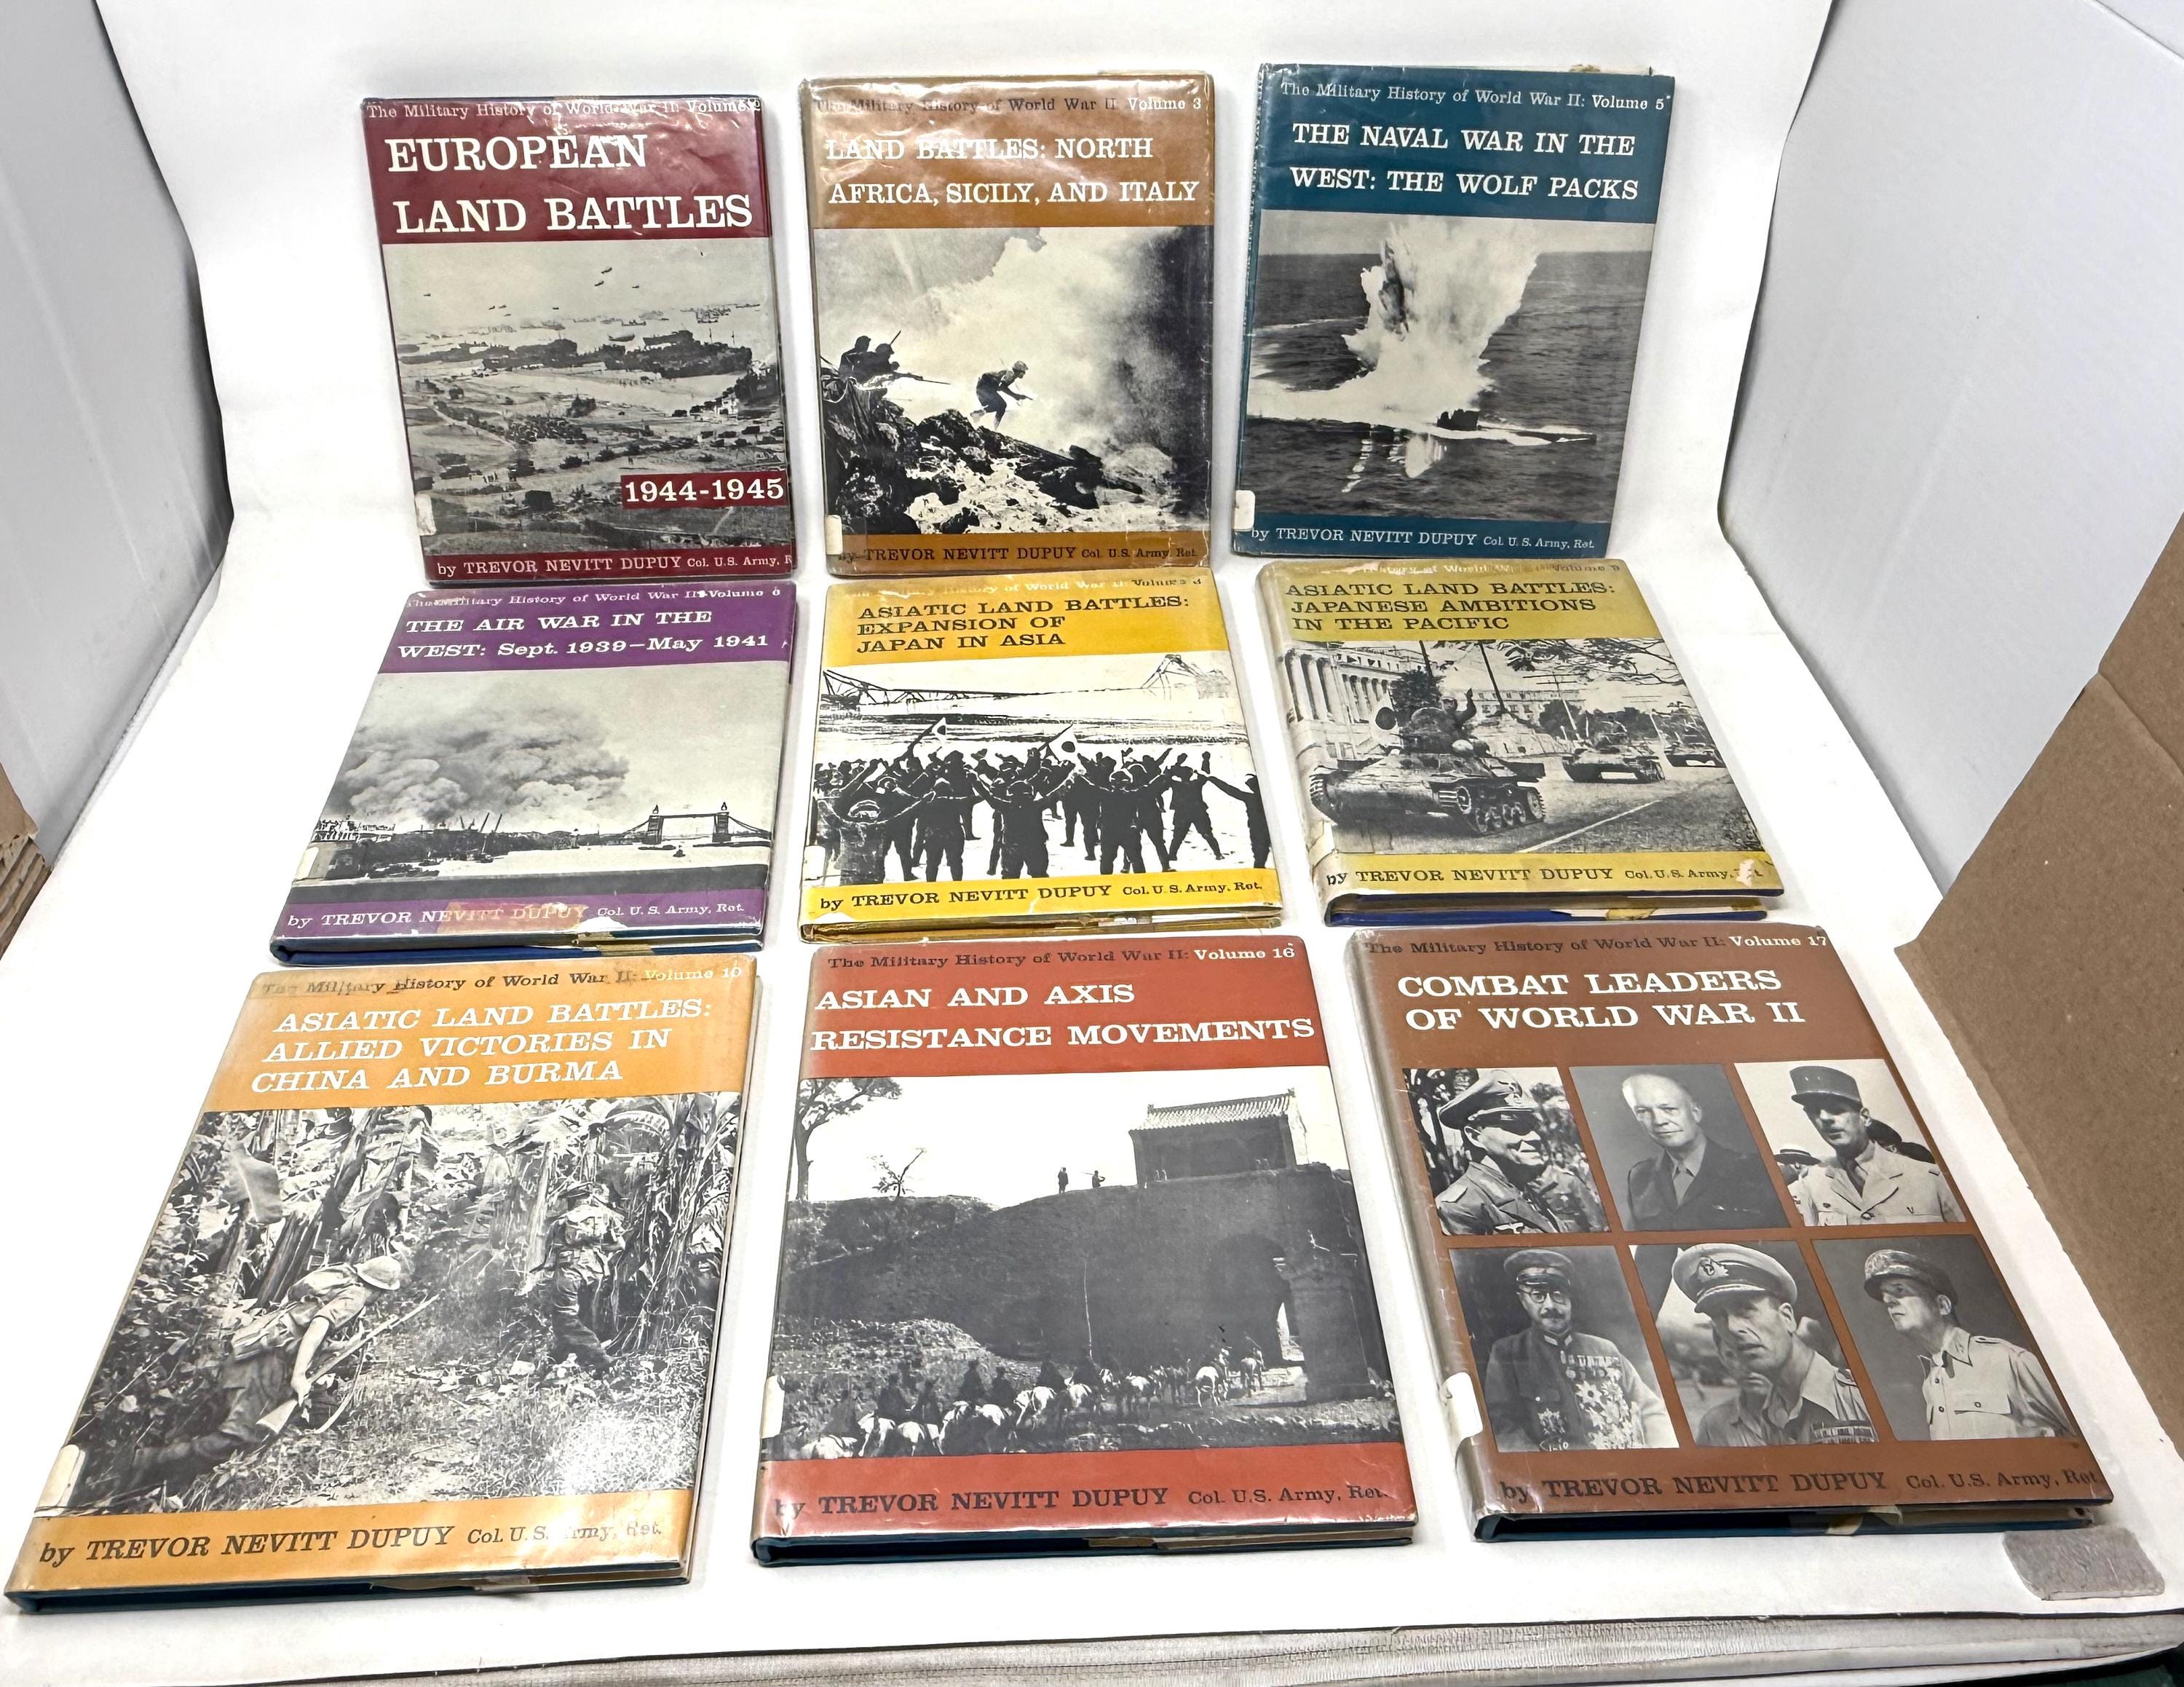 The Military History of World War II: Volume 2
EUROPEAN
LAND BATTLES
1944-1945
by TREVOR NEVITT DUPUY Col. U.S. Army, R
The Military History of World War II: Volume 3
LAND BATTLES: NORTH
AFRICA, SICILY, AND ITALY
by TREVOR NEVITT DUPUY Col. U.S. Army, Ret.
The Military History of World War II: Volume 5
THE NAVAL WAR IN THE
WEST: THE WOLF PACKS
by TREVOR NEVITT DUPUY Col. U.S. Army, Ret.
The Military History of World War II: Volume 6
THE AIR WAR IN THE
WEST: Sept. 1939—May 1941
by TREVOR NEVITT DUPUY Col. U.S. Army, Ret.
History of World War II: Volume
ASIATIC LAND BATTLES:
EXPANSION OF
JAPAN IN ASIA
by TREVOR NEVITT DUPUY Col. U.S. Army, Ret.
History of World War II: Volume 9
ASIATIC LAND BATTLES:
JAPANESE AMBITIONS
IN THE PACIFIC
by TREVOR NEVITT DUPUY Col. U.S. Army, Ret.
The Military History of World War II: Volume 10
ASIATIC LAND BATTLES:
ALLIED VICTORIES IN
CHINA AND BURMA
by TREVOR NEVITT DUPUY Col. U.S. Army, Ret.
The Military History of World War II: Volume 16
ASIAN AND AXIS
RESISTANCE MOVEMENTS
by TREVOR NEVITT DUPUY Col. U.S. Army, Ret.
The Military History of World War II: Volume 17
COMBAT LEADERS
OF WORLD WAR II
by TREVOR NEVITT DUPUY Col. U.S. Army, Ret.